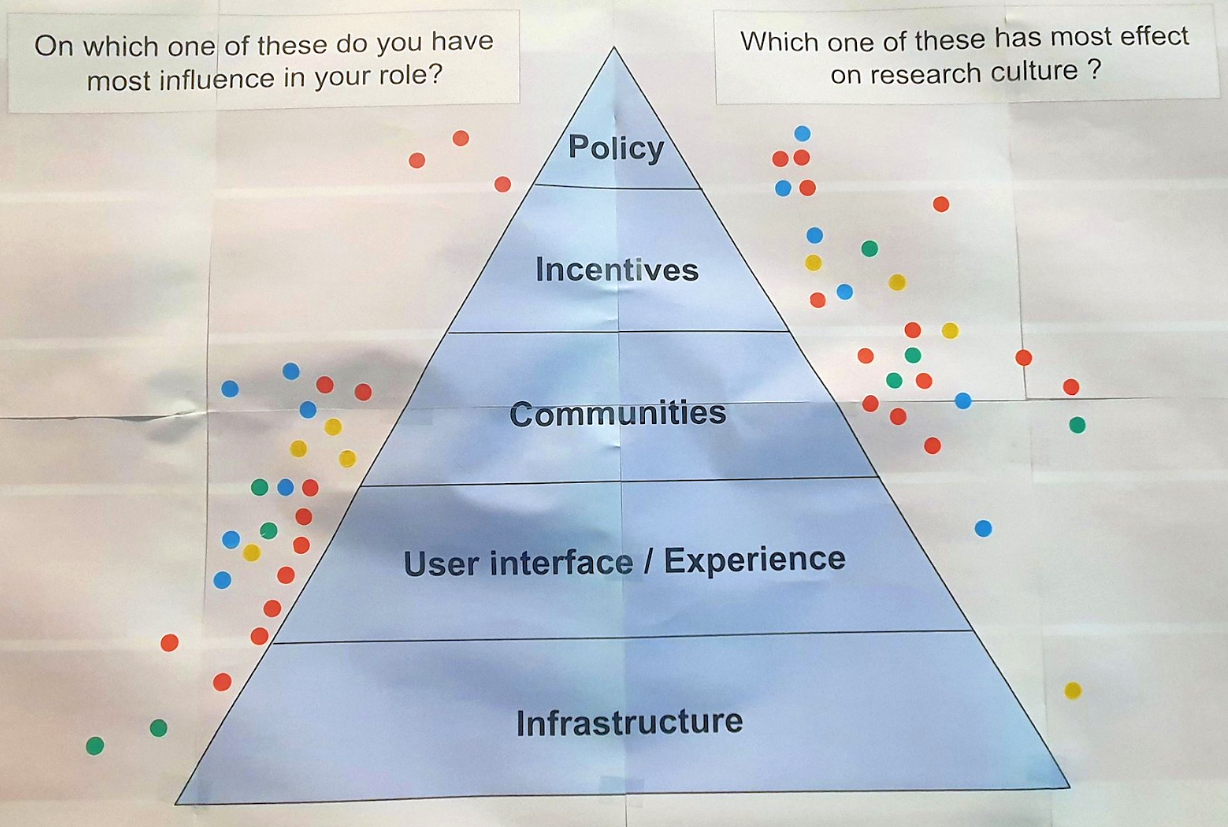 On which one of these do you have
most influence in your role?
Which one of these has most effect
on research culture ?
Policy
Incentives
Communities
User interface / Experience
Infrastructure